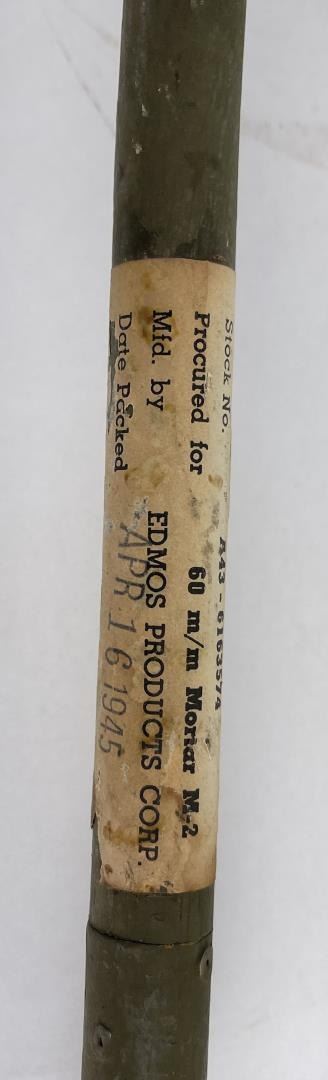 Stock No. A43 - 6163574
Procured for 60 m/m Mortar M-2
Mfd. by EDMOS PRODUCTS CORP.
Date Packed APR 16 1945